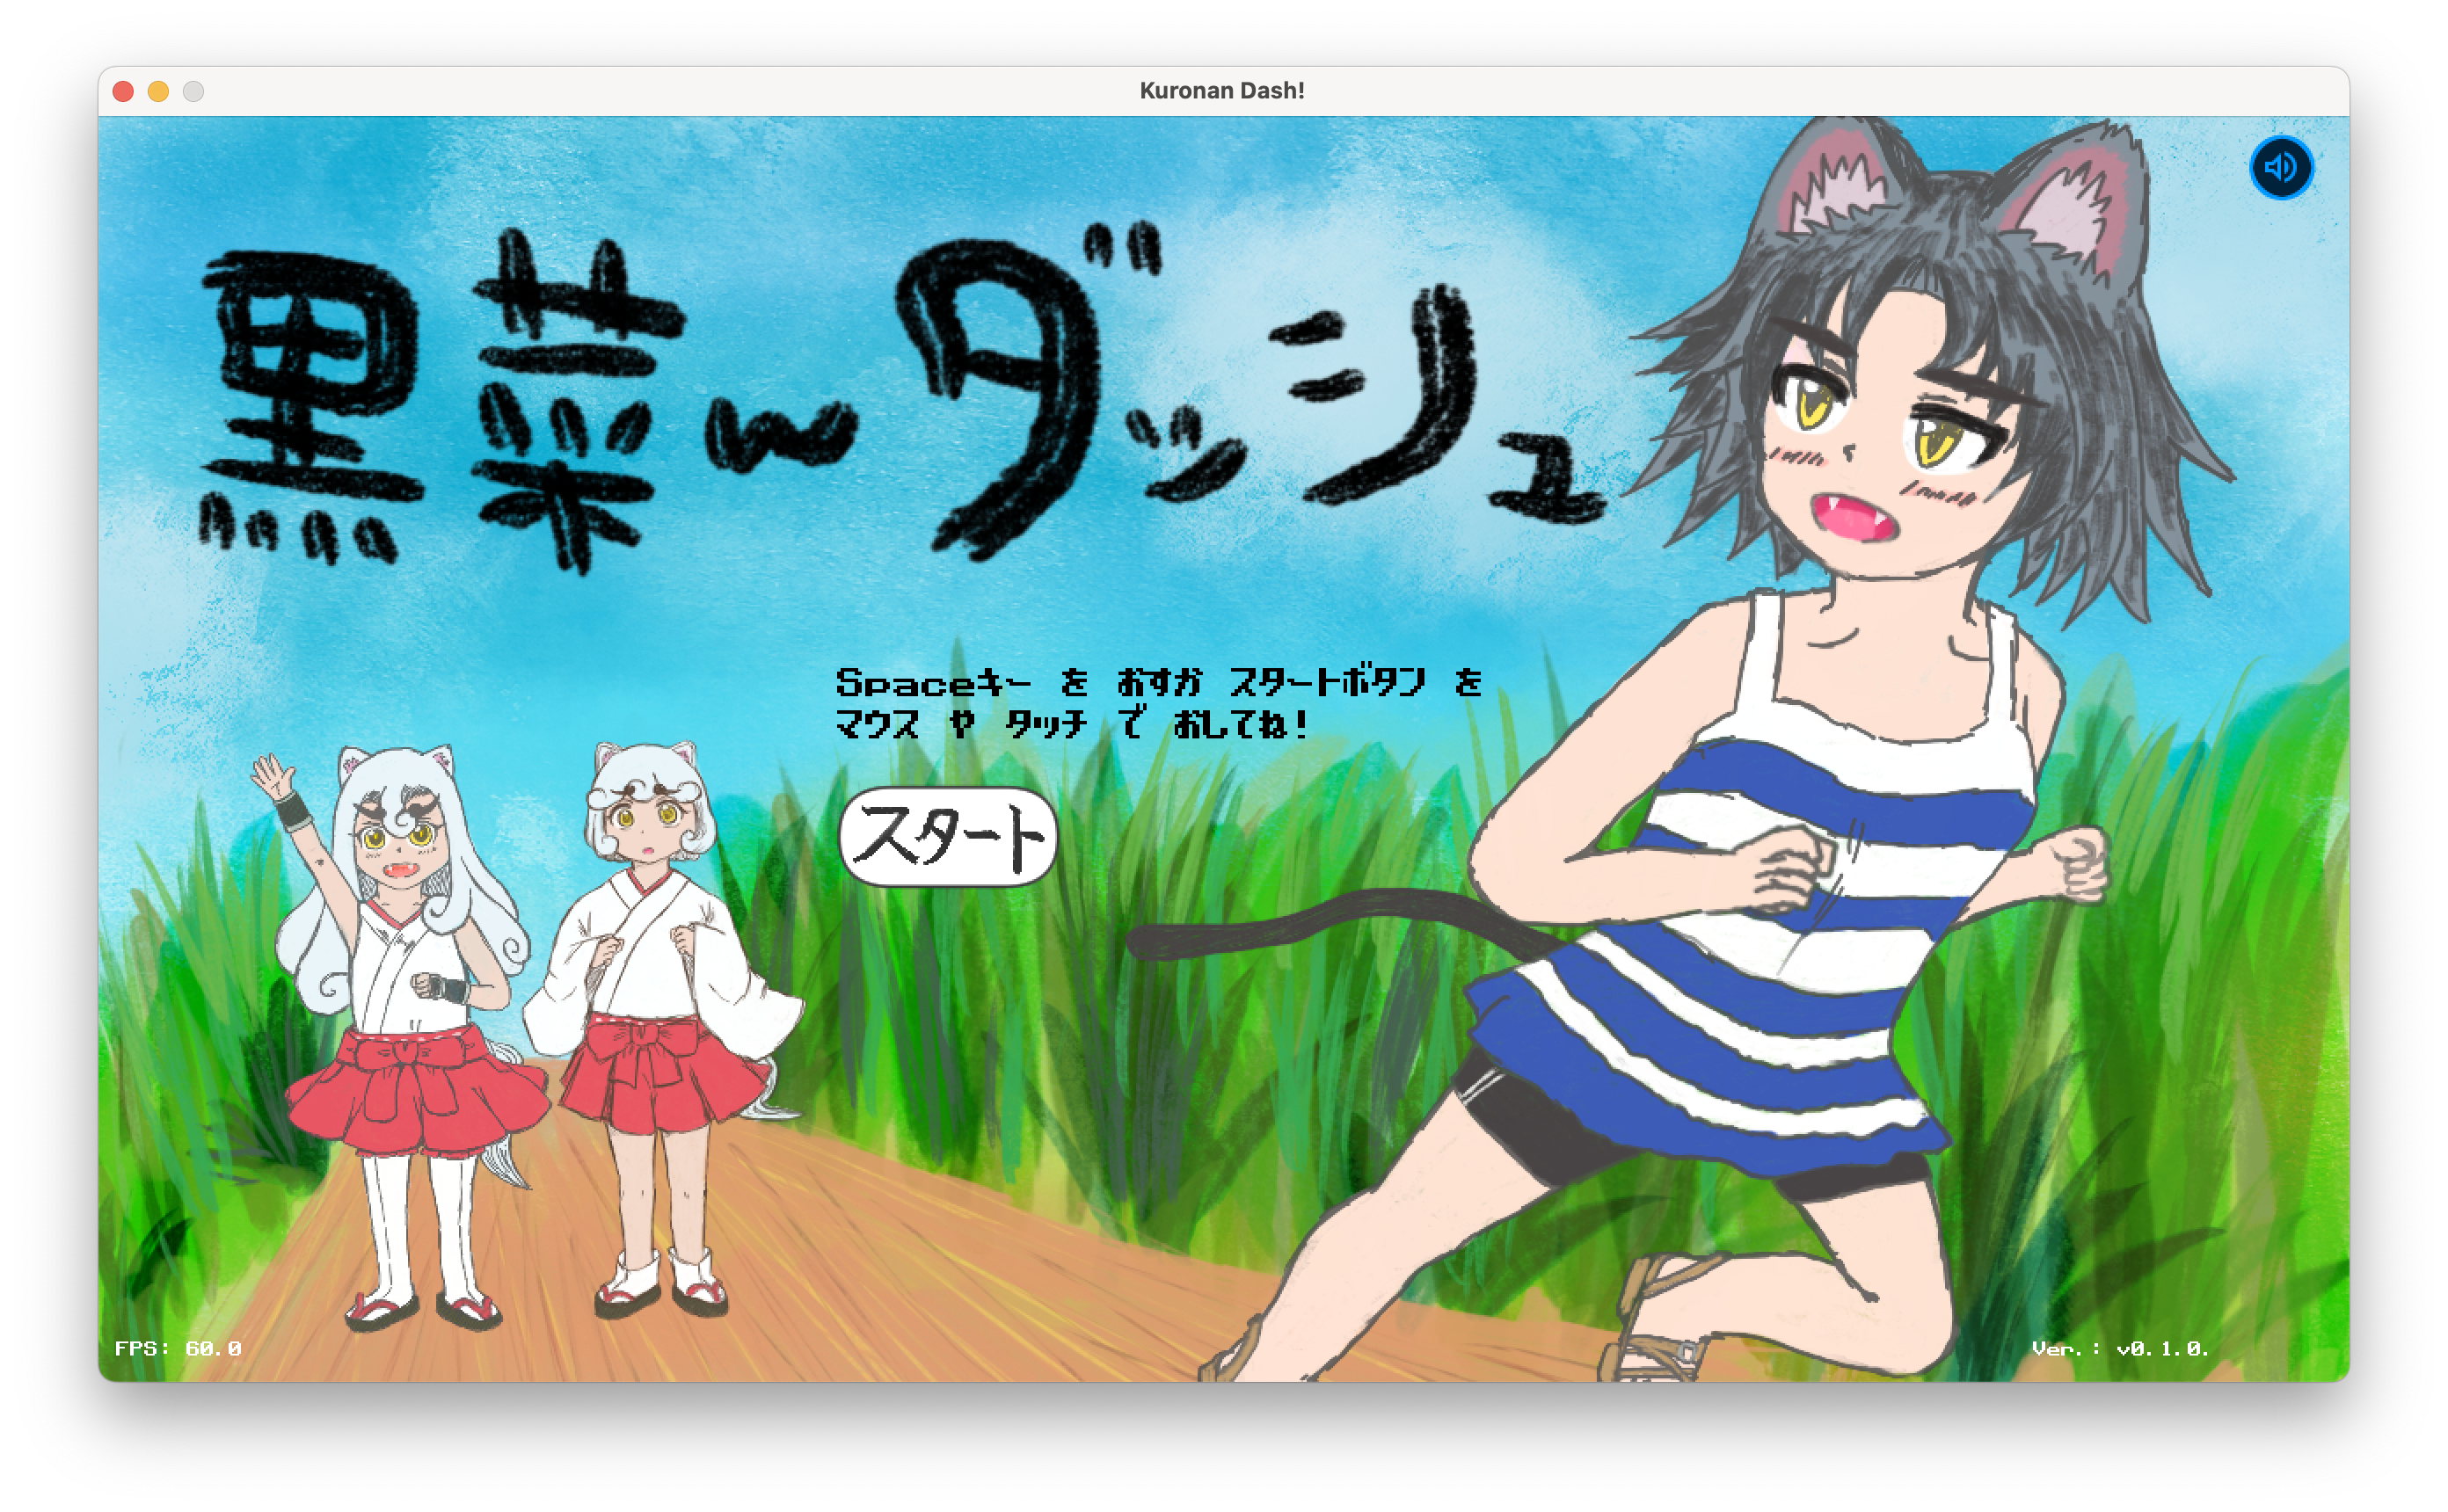 Kuronan Dash!
黒菜んダッシュ
Spaceキー を おすか スタートボタン を
マウス や タッチ で おしてね!
スタート
FPS: 60.0
Ver.: v0.1.0.